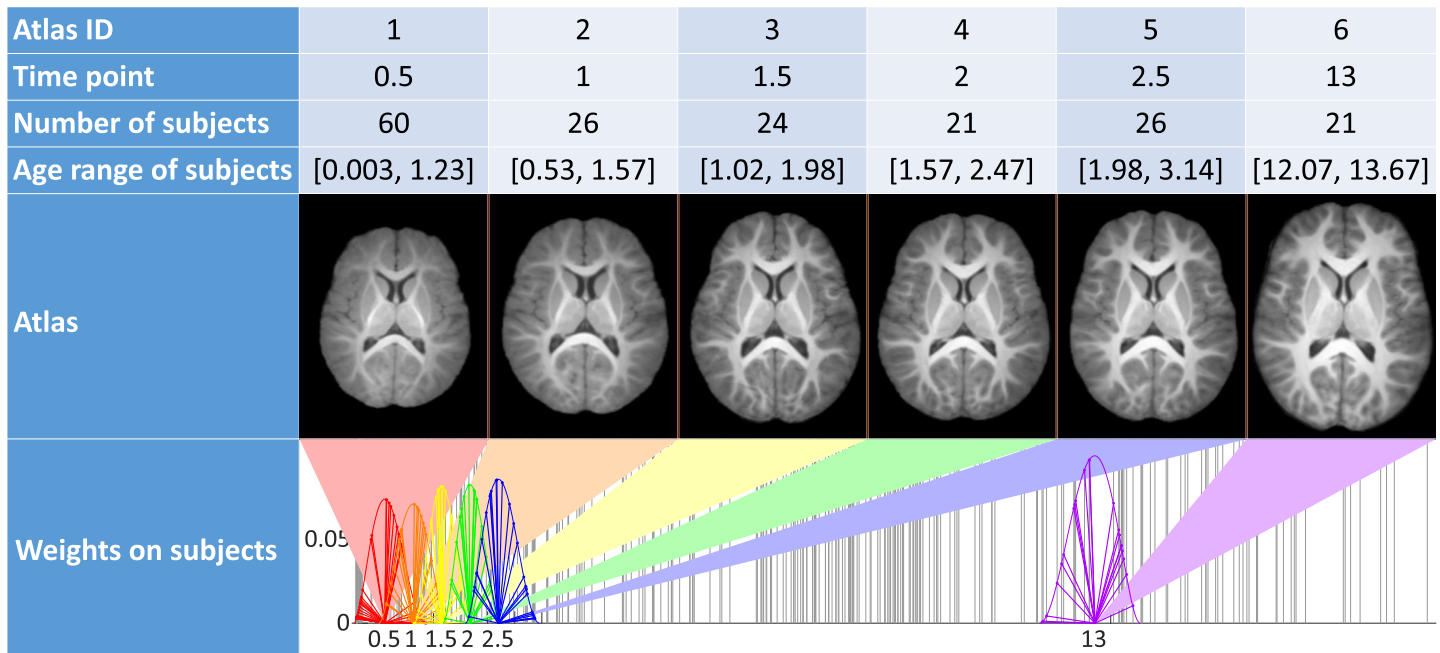 Atlas ID 1 2 3 4 5 6
Time point 0.5 1 1.5 2 2.5 13
Number of subjects 60 26 24 21 26 21
Age range of subjects [0.003, 1.23] [0.53, 1.57] [1.02, 1.98] [1.57, 2.47] [1.98, 3.14] [12.07, 13.67]
Atlas
Weights on subjects
0.05
0
0.5 1 1.5 2 2.5 13